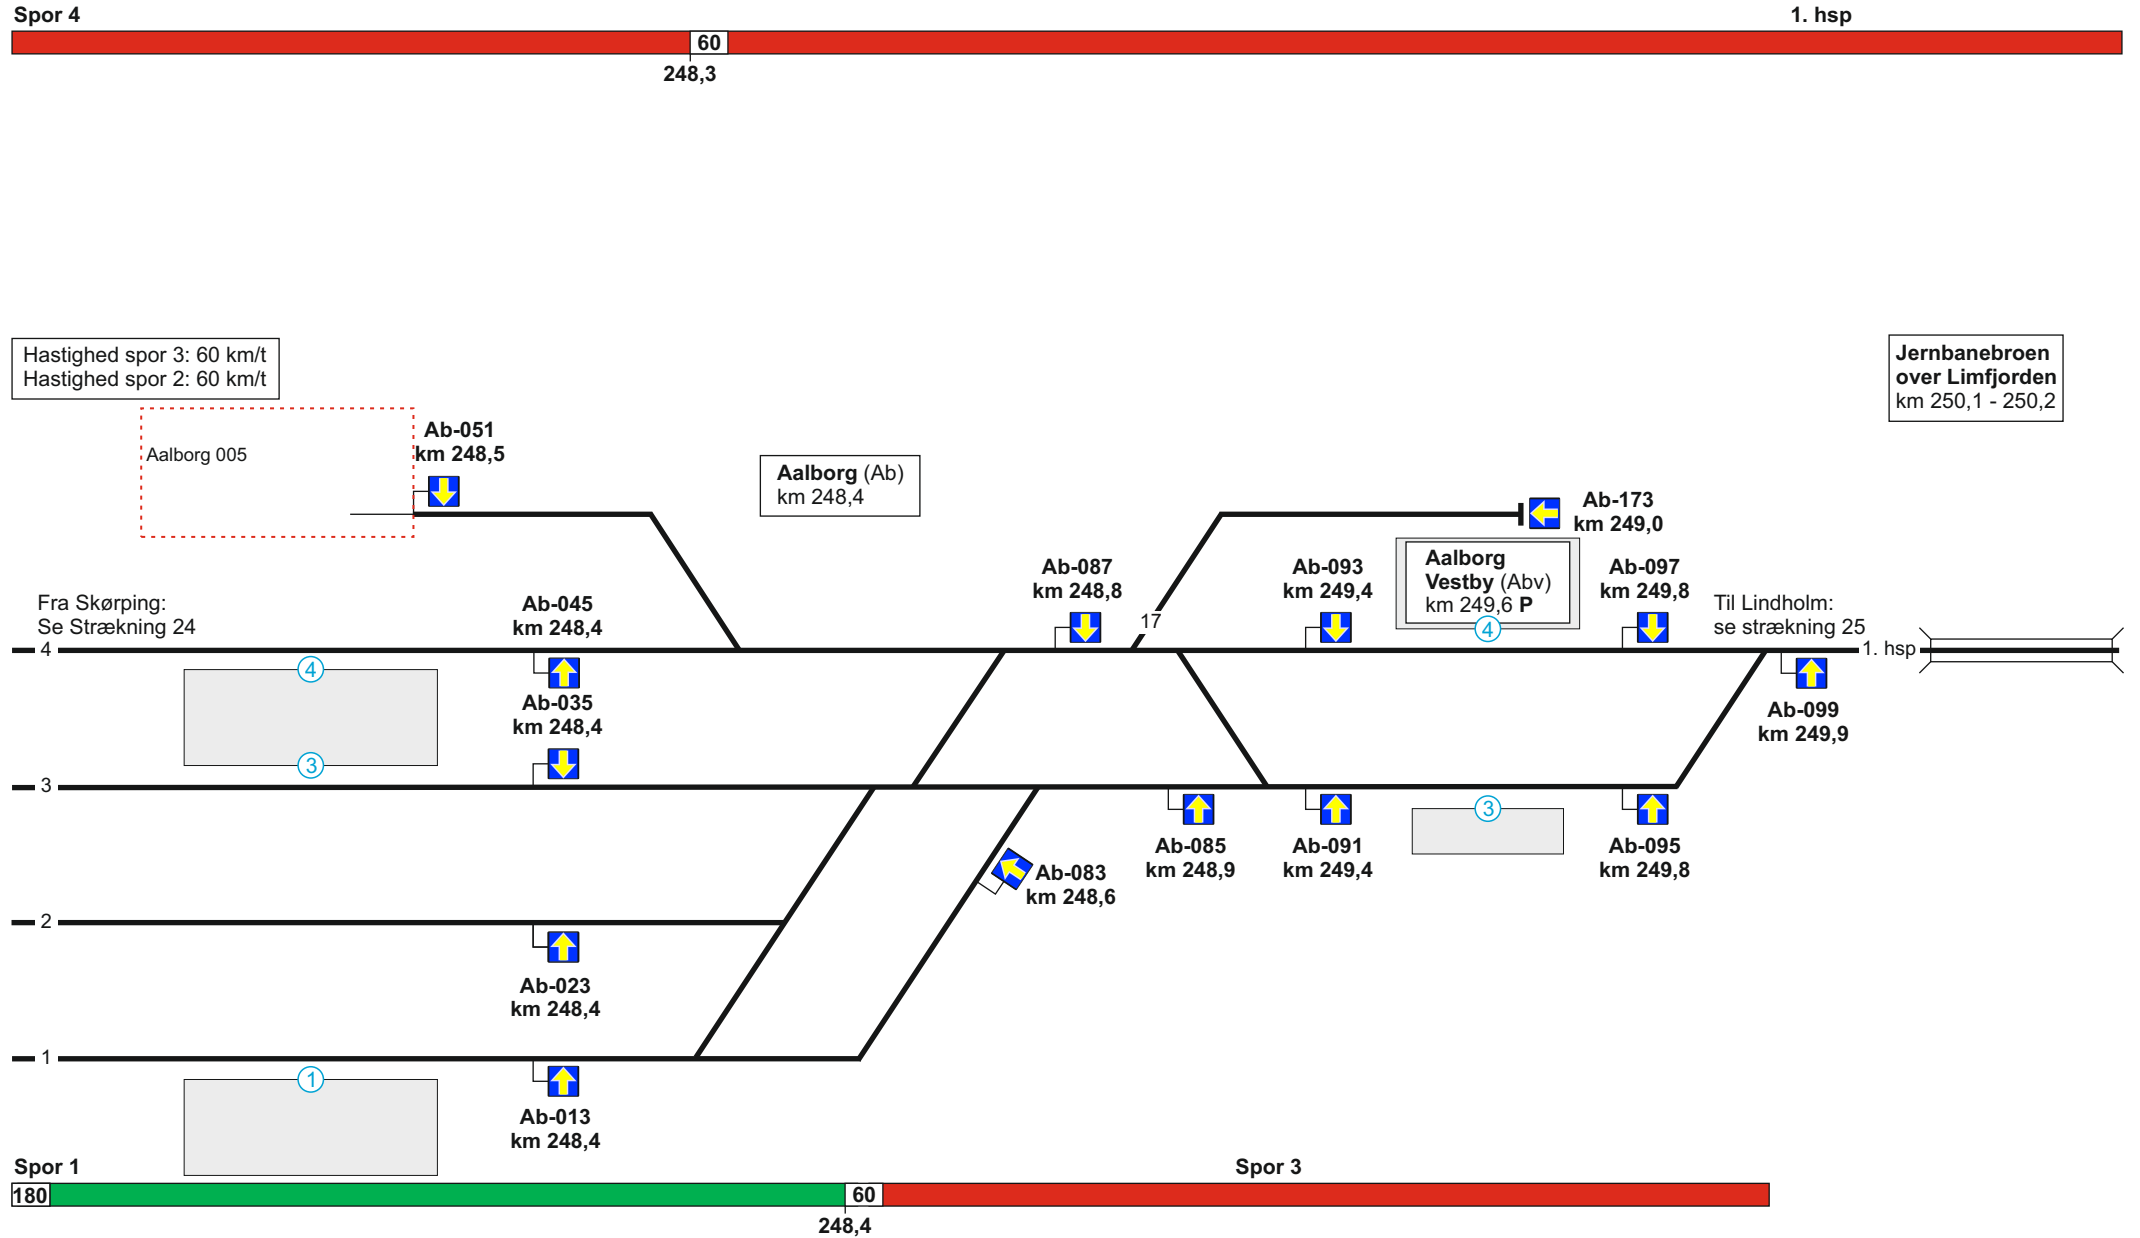 Spor 4
1. hsp
60
248,3
Hastighed spor 3: 60 km/t
Hastighed spor 2: 60 km/t
Jernbanebroen
over Limfjorden
km 250,1 - 250,2
Aalborg 005
Ab-051
km 248,5
Aalborg (Ab)
km 248,4
Ab-173
km 249,0
Fra Skørping:
Se Strækning 24
Ab-045
km 248,4
Ab-087
km 248,8
17
Ab-093
km 249,4
Aalborg
Vestby (Abv)
km 249,6 P
4
Ab-097
km 249,8
Til Lindholm:
se strækning 25
4
1. hsp
4
Ab-035
km 248,4
Ab-099
km 249,9
3
3
3
Ab-085
km 248,9
Ab-091
km 249,4
Ab-095
km 249,8
Ab-083
km 248,6
2
Ab-023
km 248,4
1
1
Ab-013
km 248,4
Spor 1
Spor 3
180
60
248,4